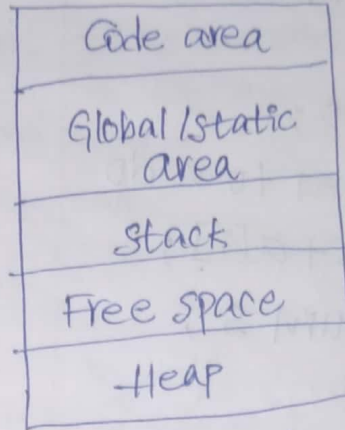 Code area
Global/static
area
Stack
Free space
Heap